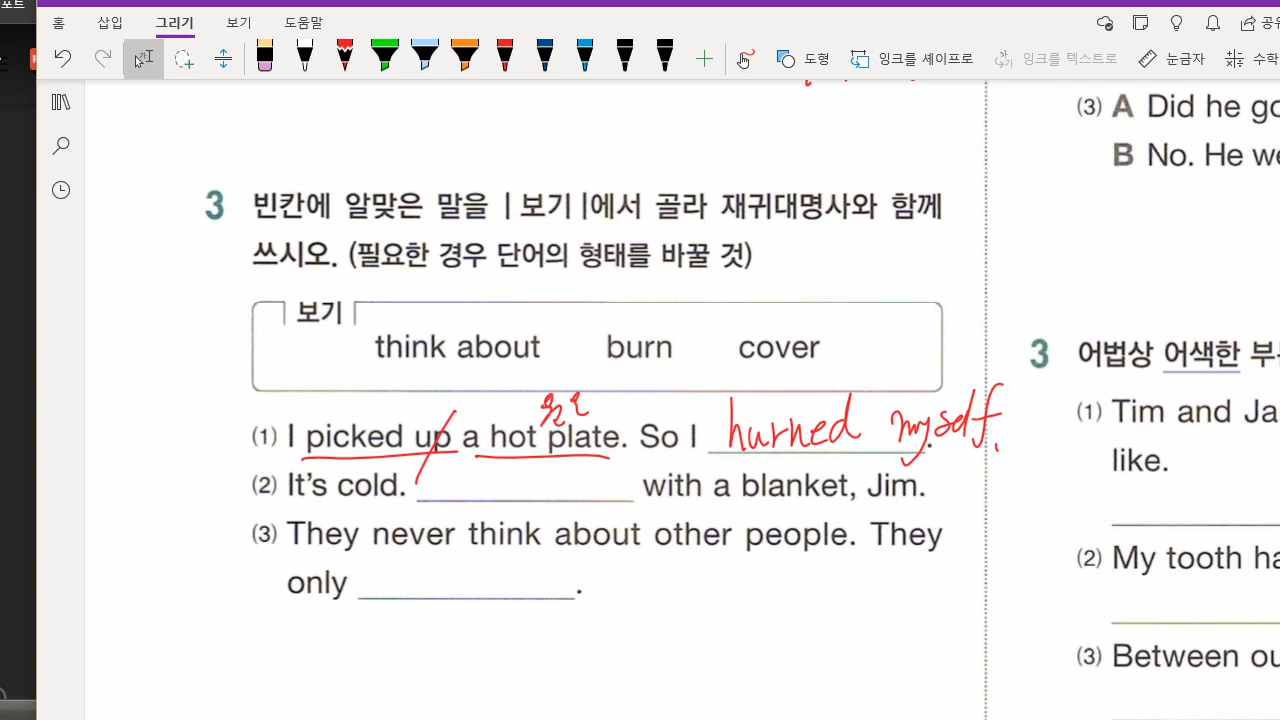 포트
홈 삽입 그리기 보기 도움말 공유
도형 잉크를 셰이프로 잉크를 텍스트로 눈금자 수학
3 빈칸에 알맞은 말을 | 보기 |에서 골라 재귀대명사와 함께
쓰시오. (필요한 경우 단어의 형태를 바꿀 것)
보기
think about burn cover
(1) I picked up a hot plate. So I burned myself.
(2) It's cold. ____________ with a blanket, Jim.
(3) They never think about other people. They
only ____________.
(3) A Did he go
B No. He we
3 어법상 어색한 부
(1) Tim and Ja
like.
(2) My tooth ha
(3) Between ou